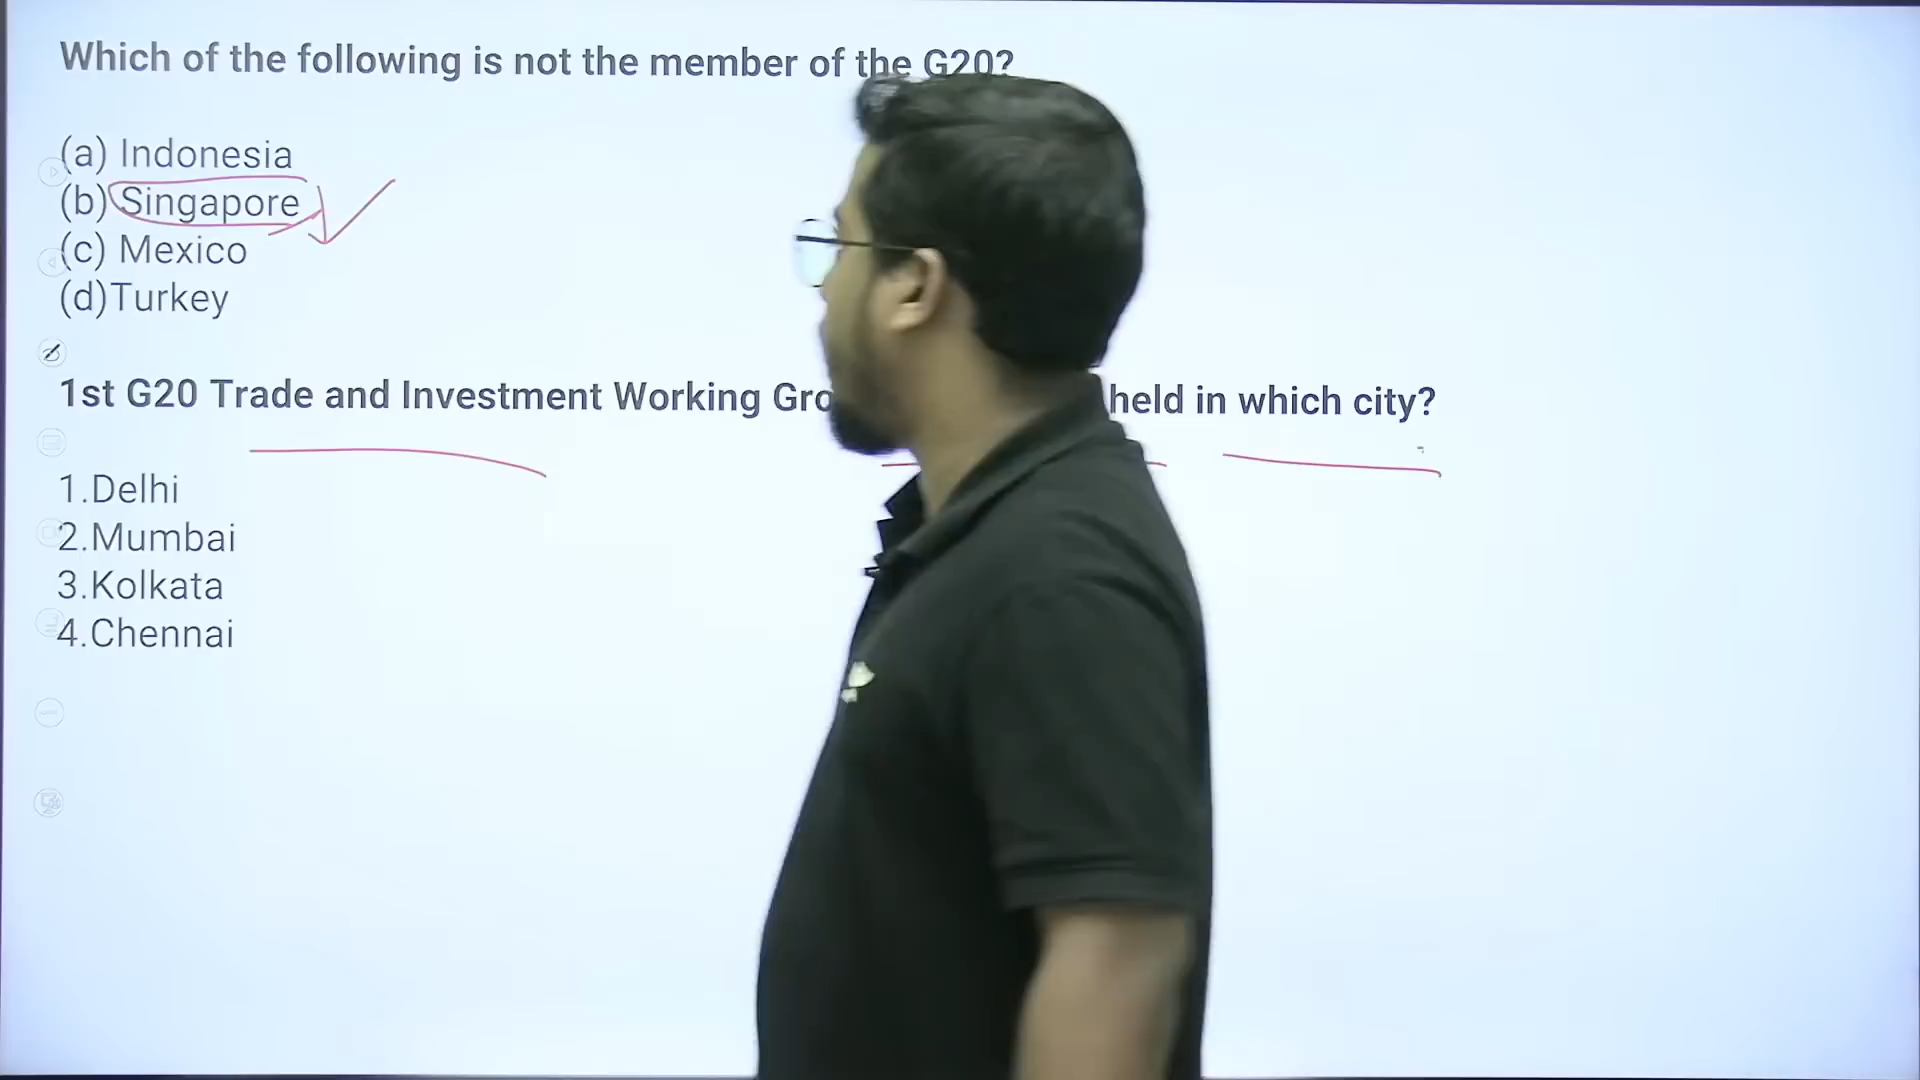 Which of the following is not the member of the G20?
(a) Indonesia
(b) Singapore
(c) Mexico
(d)Turkey
1st G20 Trade and Investment Working held in which city?
1.Delhi
2.Mumbai
3.Kolkata
4.Chennai